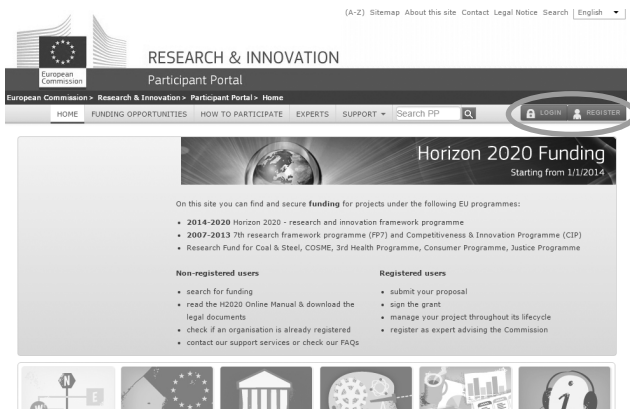 (A-Z) Sitemap About this site Contact Legal Notice Search English
RESEARCH & INNOVATION
European
Commission
Participant Portal
European Commission > Research & Innovation > Participant Portal > Home
HOME FUNDING OPPORTUNITIES HOW TO PARTICIPATE EXPERTS SUPPORT Search PP LOGIN REGISTER
Horizon 2020 Funding
Starting from 1/1/2014
On this site you can find and secure funding for projects under the following EU programmes:
• 2014-2020 Horizon 2020 - research and innovation framework programme
• 2007-2013 7th research framework programme (FP7) and Competitiveness & Innovation Programme (CIP)
• Research Fund for Coal & Steel, COSME, 3rd Health Programme, Consumer Programme, Justice Programme
Non-registered users
• search for funding
• read the H2020 Online Manual & download the
legal documents
• check if an organisation is already registered
• contact our support services or check our FAQs
Registered users
• submit your proposal
• sign the grant
• manage your project throughout its lifecycle
• register as expert advising the Commission
N
E
W
i